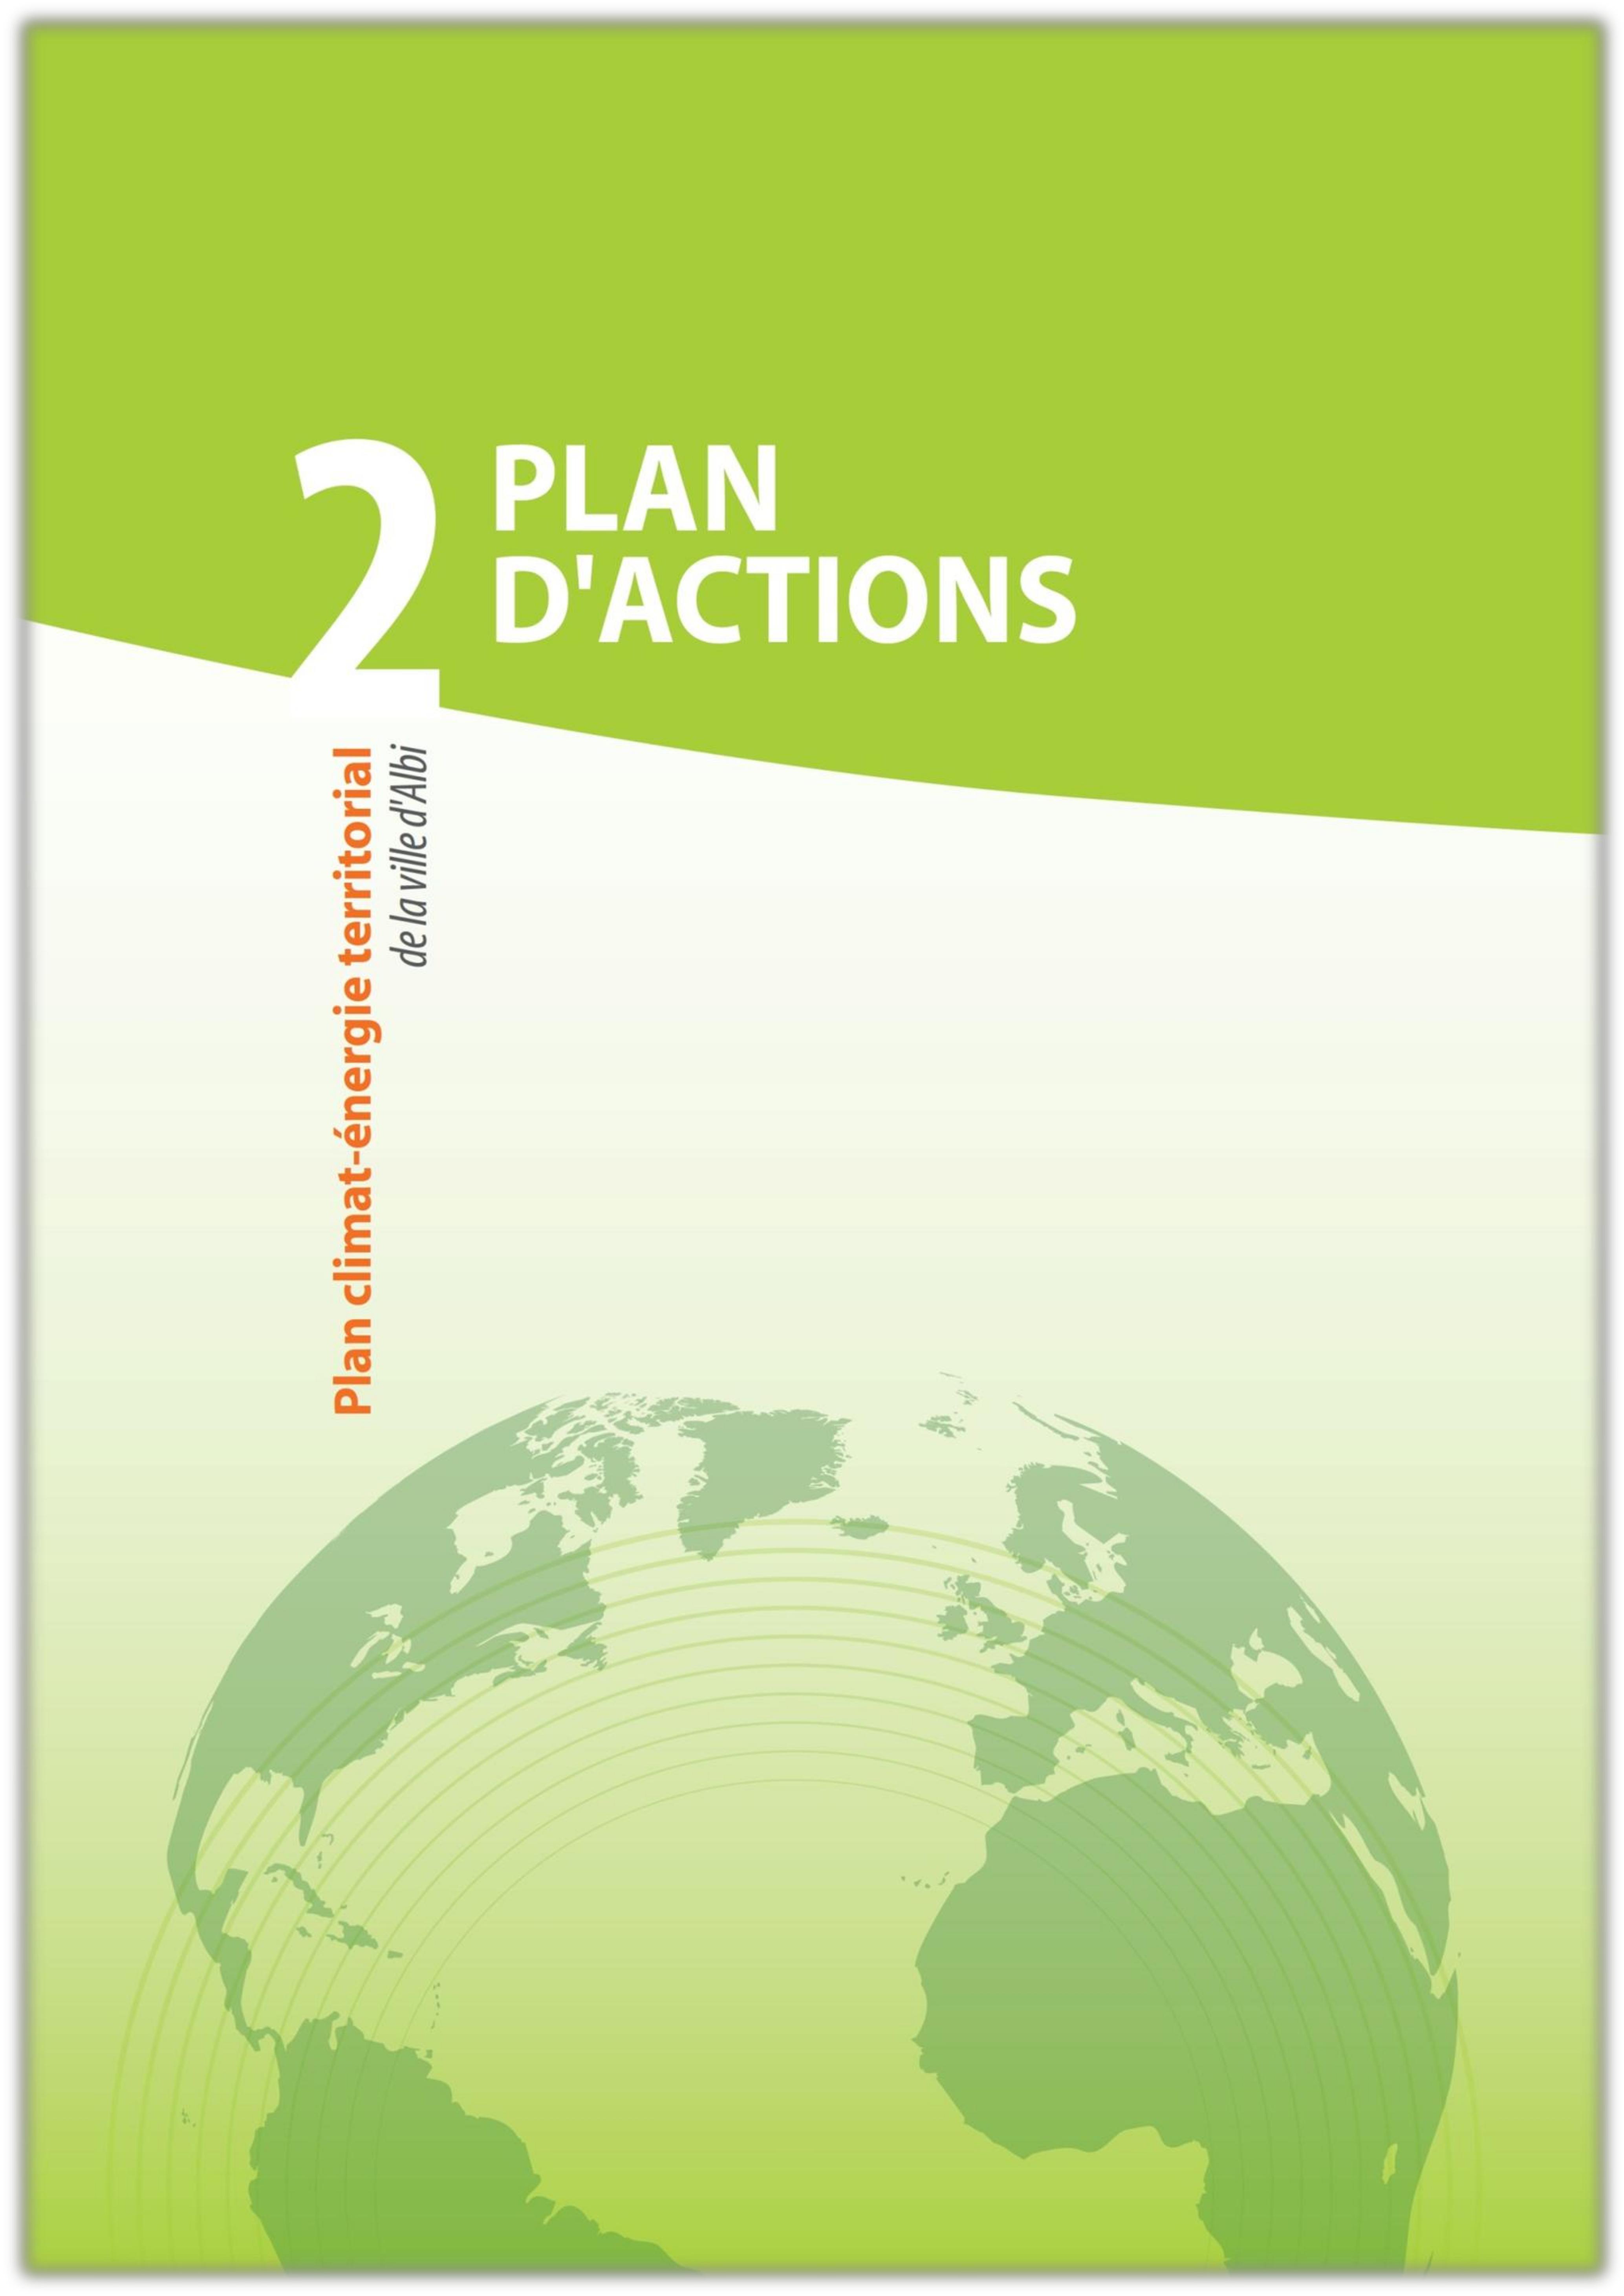 2
PLAN
D'ACTIONS
Plan climat-énergie territorial
de la ville d'Albi